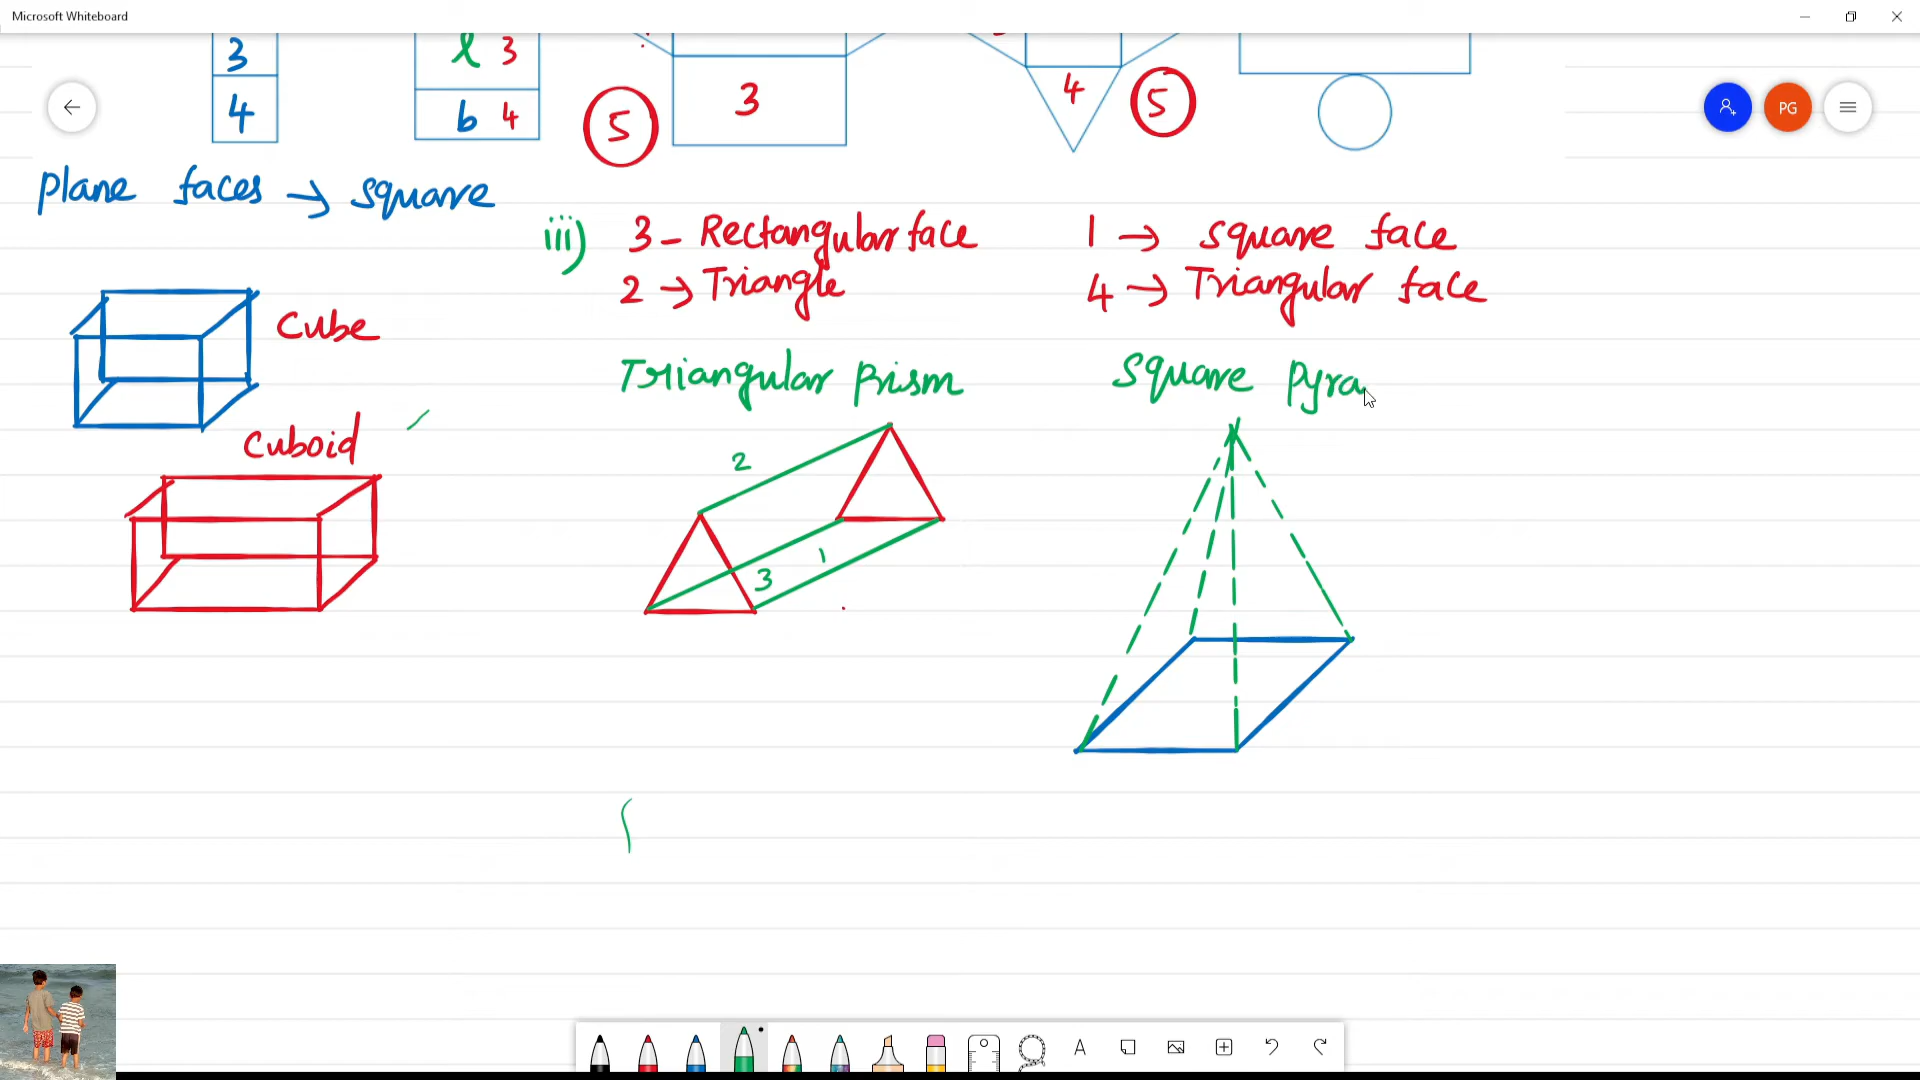 Microsoft Whiteboard
3
l 3
4
b 4
5
3
4
5
PG
plane faces → square
iii) 3 - Rectangular face
2 → Triangle
1 → square face
4 → Triangular face
Cube
Triangular Prism
Square Pyra
Cuboid
2
1
3
A